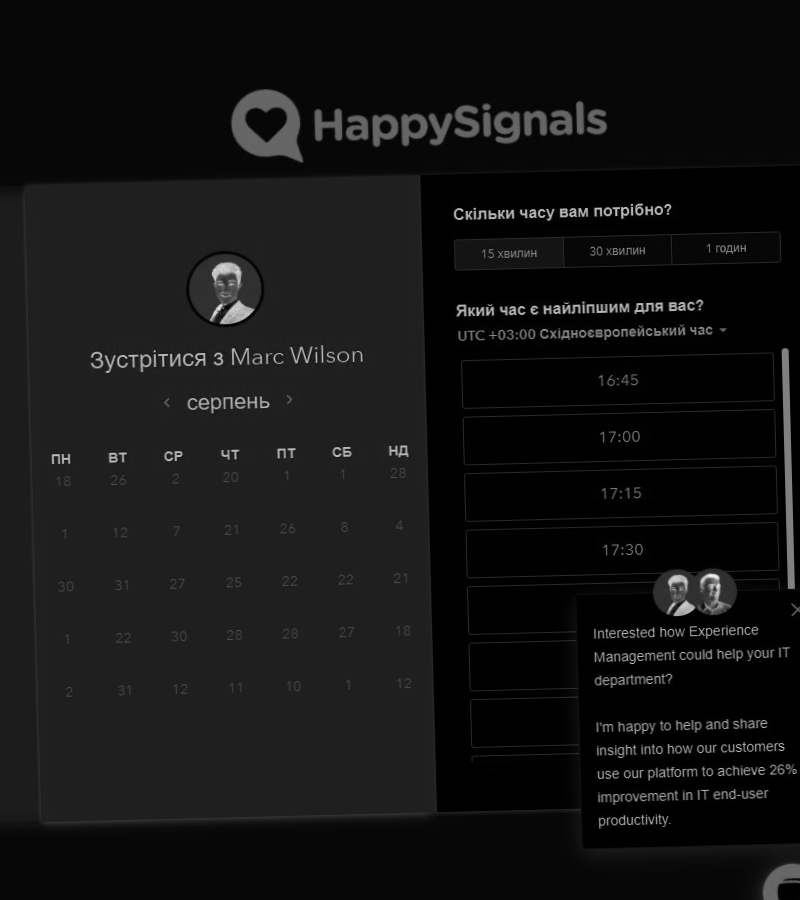 HappySignals
Зустрітися з Marc Wilson
серпень
ПН ВТ СР ЧТ ПТ СБ НД
18 26 2 20 1 1 28
1 12 7 21 26 8 4
30 31 27 25 22 22 21
1 22 30 28 28 27 18
2 31 12 11 10 1 12
Скільки часу вам потрібно?
15 хвилин 30 хвилин 1 годин
Який час є найліпшим для вас?
UTC +03:00 Східноєвропейський час
16:45
17:00
17:15
17:30
Interested how Experience
Management could help your IT
department?
I'm happy to help and share
insight into how our customers
use our platform to achieve 26%
improvement in IT end-user
productivity.